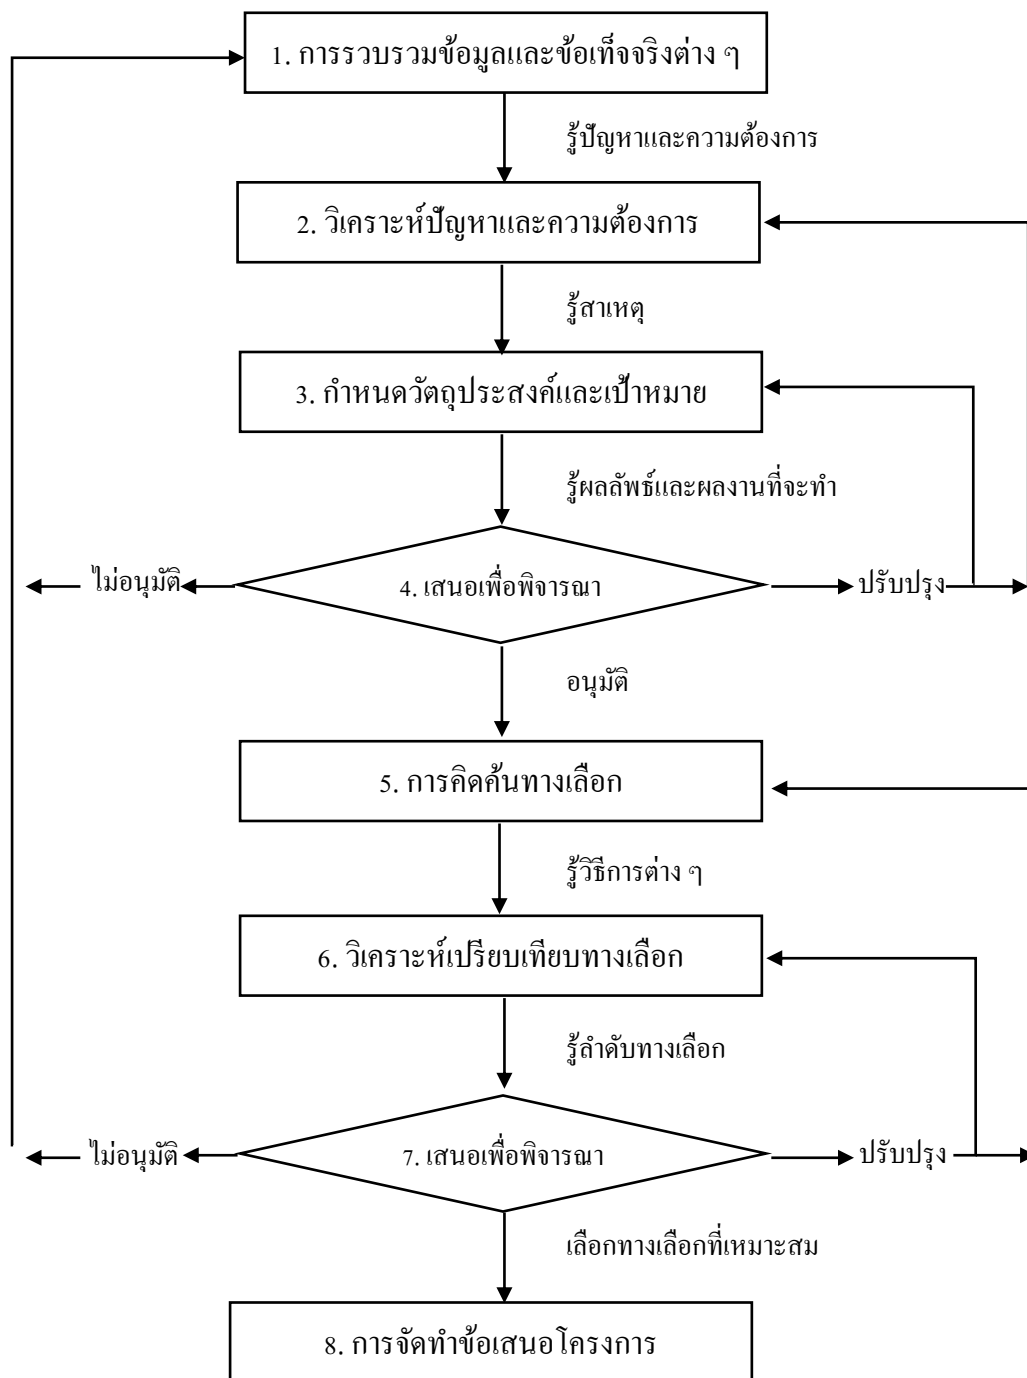 1. การรวบรวมข้อมูลและข้อเท็จจริงต่าง ๆ
รู้ปัญหาและความต้องการ
2. วิเคราะห์ปัญหาและความต้องการ
รู้สาเหตุ
3. กำหนดวัตถุประสงค์และเป้าหมาย
รู้ผลลัพธ์และผลงานที่จะทำ
ไม่อนุมัติ
4. เสนอเพื่อพิจารณา
ปรับปรุง
อนุมัติ
5. การคิดค้นทางเลือก
รู้วิธีการต่าง ๆ
6. วิเคราะห์เปรียบเทียบทางเลือก
รู้ลำดับทางเลือก
ไม่อนุมัติ
7. เสนอเพื่อพิจารณา
ปรับปรุง
เลือกทางเลือกที่เหมาะสม
8. การจัดทำข้อเสนอโครงการ